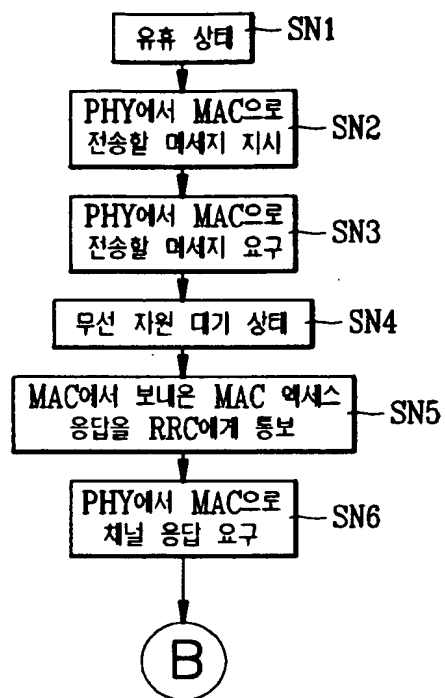 유휴 상태
SN1
PHY에서 MAC으로
전송할 메세지 지시
SN2
PHY에서 MAC으로
전송할 메세지 요구
SN3
무선 자원 대기 상태
SN4
MAC에서 보내온 MAC 엑세스
응답을 RRC에게 통보
SN5
PHY에서 MAC으로
채널 응답 요구
SN6
B